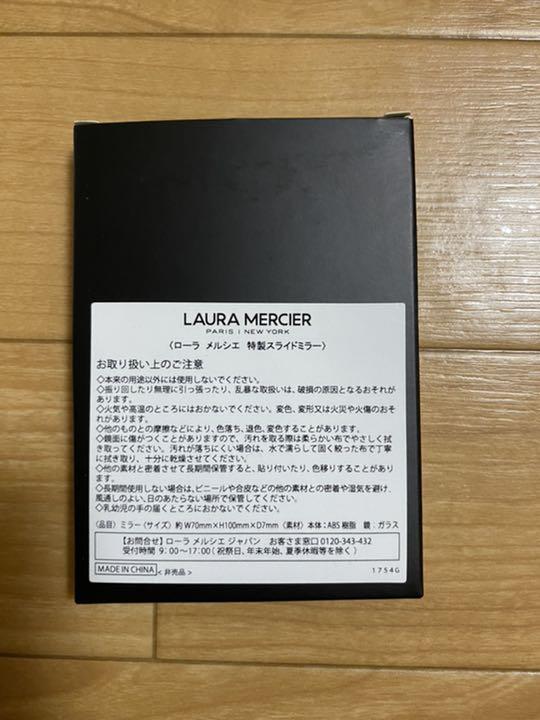 LAURA MERCIER
PARIS | NEW YORK
〈ローラ メルシエ 特製スライドミラー〉
お取り扱い上のご注意
◇本来の用途以外には使用しないでください。
◇振り回したり無理に引っ張ったり、乱暴な取扱いは、破損の原因となるおそれが
あります。
◇火気や高温のところにはおかないでください。変色、変形又は火災や火傷のおそ
れがあります。
◇他のものとの摩擦などにより、色落ち、退色、変色することがあります。
◇鏡面に傷がつくことがありますので、汚れを取る際は柔らかい布でやさしく拭
き取ってください。汚れが落ちにくい場合は、水で濡らして固く絞った布で丁寧
に拭き取り、十分に乾燥させてください。
◇他の素材と密着させて長期間保管すると、貼り付いたり、色移りすることがあり
ます。
◇長期間使用しない場合は、ビニールや合皮などの他の素材との密着や湿気を避け、
風通しのよい、日のあたらない場所で保管してください。
◇乳幼児の手の届くところにおかないでください。
〈品目〉ミラー〈サイズ〉約 W70mm×H100mm×D7mm〈素材〉本体：ABS 樹脂 鏡：ガラス
【お問合せ】ローラ メルシエ ジャパン お客さま窓口 0120-343-432
受付時間 9：00〜17：00（祝祭日、年末年始、夏季休暇等を除く）
MADE IN CHINA 〈非売品〉 1754G